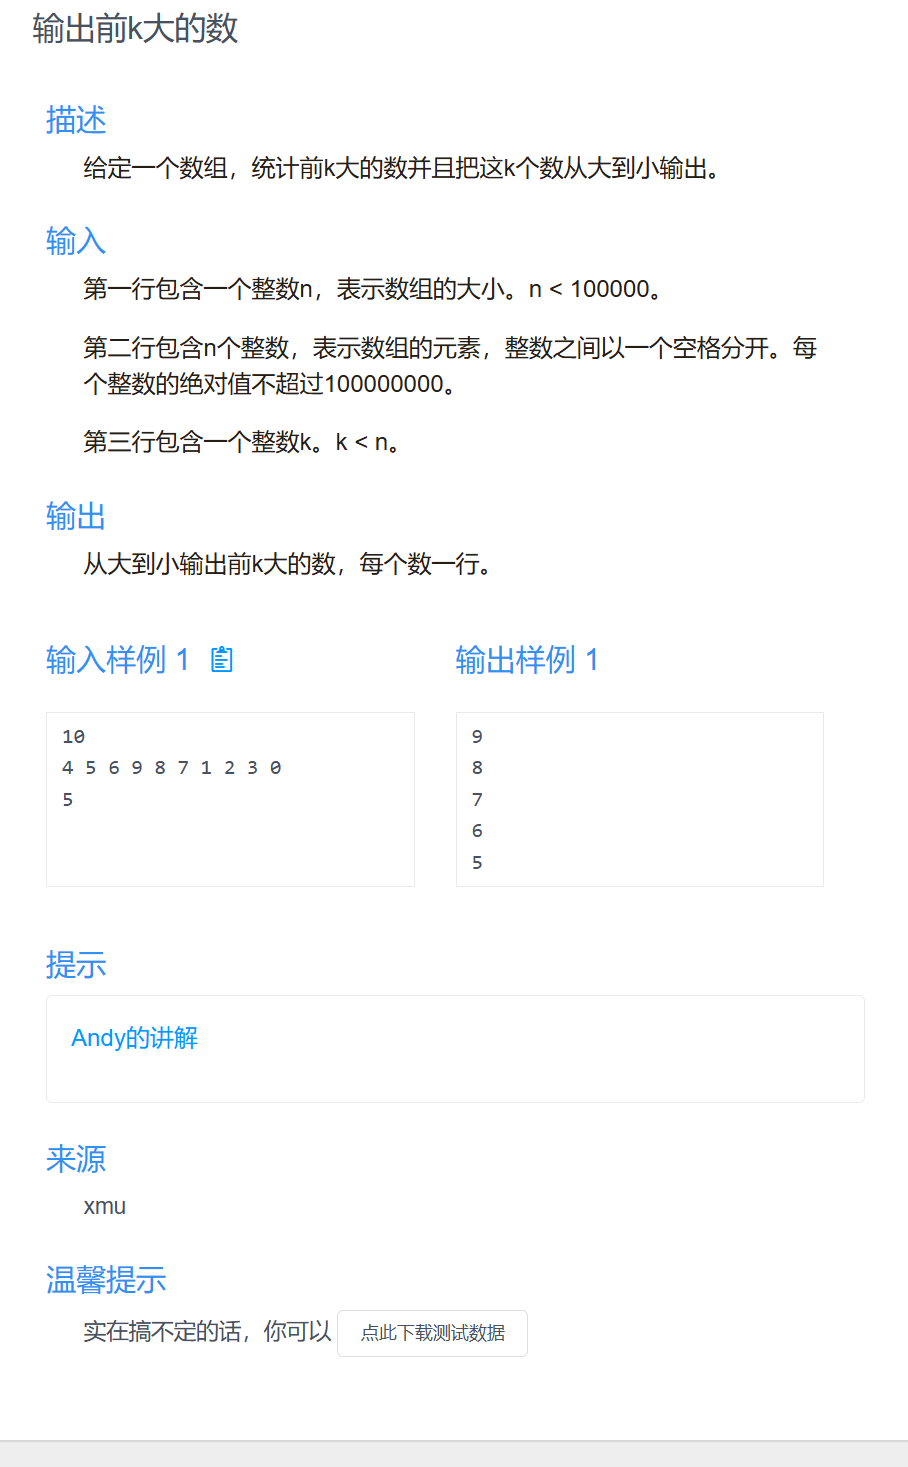 输出前k大的数
描述
给定一个数组，统计前k大的数并且把这k个数从大到小输出。
输入
第一行包含一个整数n，表示数组的大小。n < 100000。
第二行包含n个整数，表示数组的元素，整数之间以一个空格分开。每
个整数的绝对值不超过100000000。
第三行包含一个整数k。k < n。
输出
从大到小输出前k大的数，每个数一行。
输入样例 1
10
4 5 6 9 8 7 1 2 3 0
5
输出样例 1
9
8
7
6
5
提示
Andy的讲解
来源
xmu
温馨提示
实在搞不定的话，你可以 点此下载测试数据